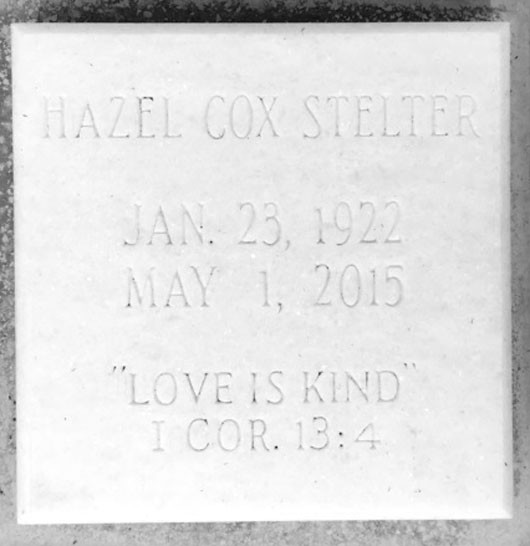 HAZEL COX STELTER
JAN. 23, 1922
MAY 1, 2015
"LOVE IS KIND"
I COR. 13:4